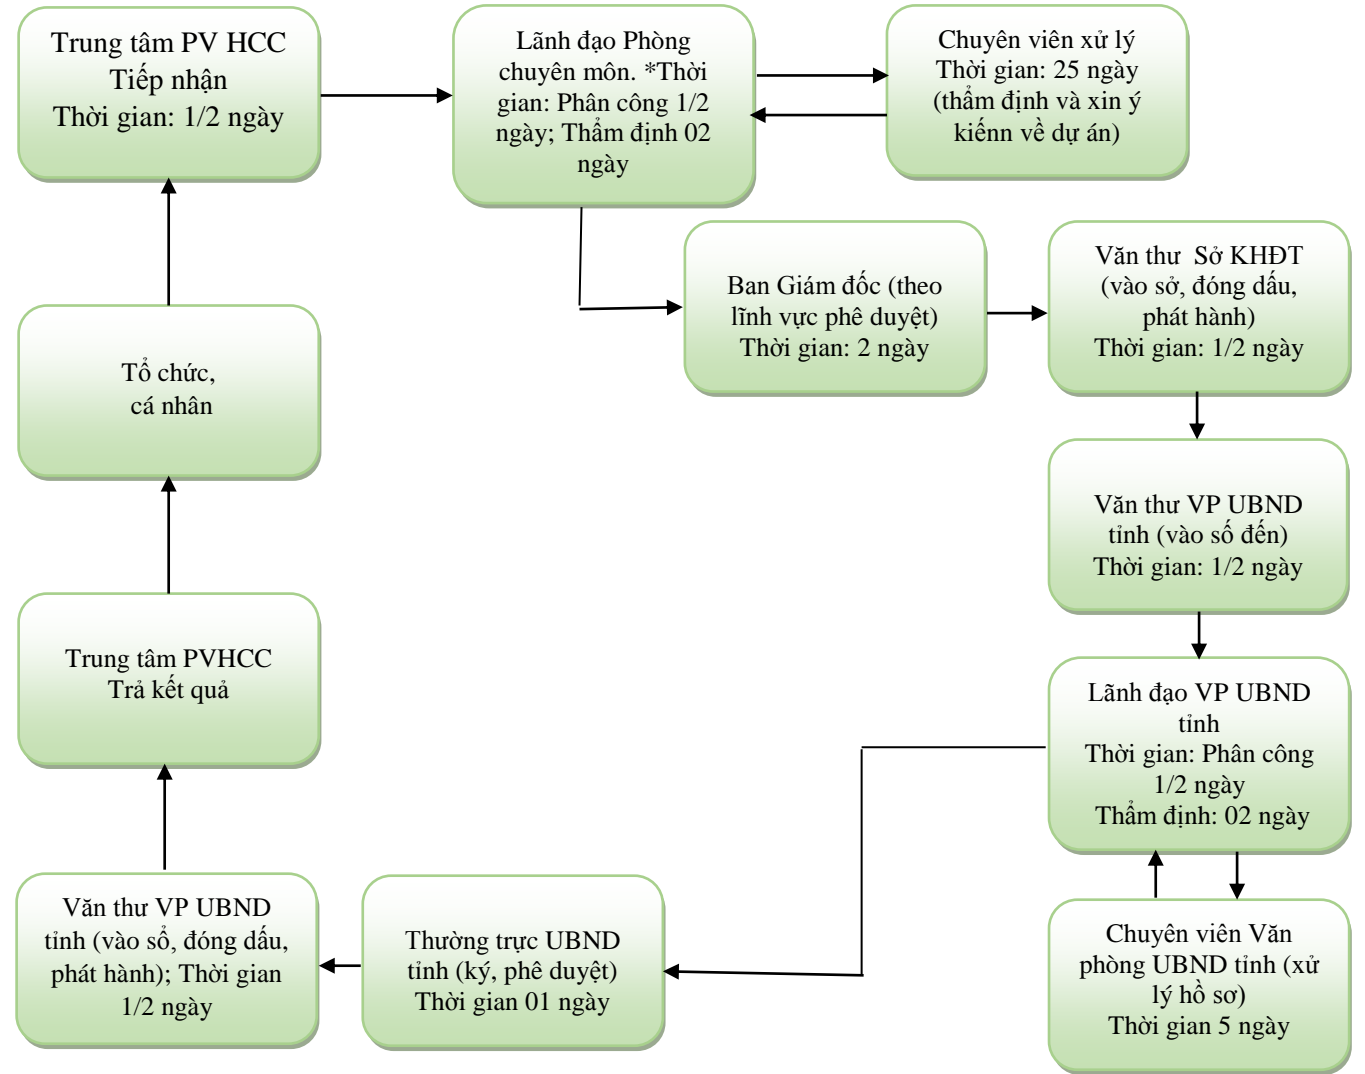 Trung tâm PV HCC
Tiếp nhận
Thời gian: 1/2 ngày
Lãnh đạo Phòng
chuyên môn. *Thời
gian: Phân công 1/2
ngày; Thẩm định 02
ngày
Chuyên viên xử lý
Thời gian: 25 ngày
(thẩm định và xin ý
kiếnn về dự án)
Ban Giám đốc (theo
lĩnh vực phê duyệt)
Thời gian: 2 ngày
Văn thư  Sở KHĐT
(vào sở, đóng dấu,
phát hành)
Thời gian: 1/2 ngày
Tổ chức,
cá nhân
Văn thư VP UBND
tỉnh (vào số đến)
Thời gian: 1/2 ngày
Trung tâm PVHCC
Trả kết quả
Lãnh đạo VP UBND
tỉnh
Thời gian: Phân công
1/2 ngày
Thẩm định: 02 ngày
Văn thư VP UBND
tỉnh (vào sổ, đóng dấu,
phát hành); Thời gian
1/2 ngày
Thường trực UBND
tỉnh (ký, phê duyệt)
Thời gian 01 ngày
Chuyên viên Văn
phòng UBND tỉnh (xử
lý hồ sơ)
Thời gian 5 ngày